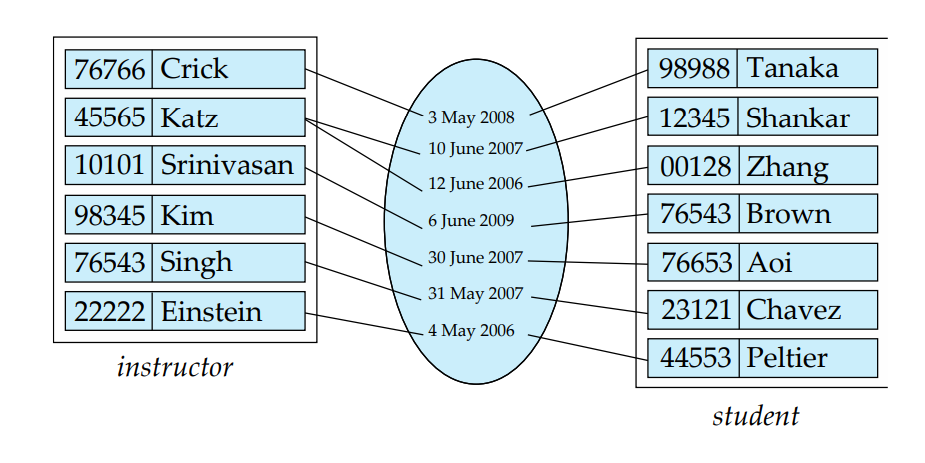 76766 Crick
45565 Katz
10101 Srinivasan
98345 Kim
76543 Singh
22222 Einstein
instructor
3 May 2008
10 June 2007
12 June 2006
6 June 2009
30 June 2007
31 May 2007
4 May 2006
98988 Tanaka
12345 Shankar
00128 Zhang
76543 Brown
76653 Aoi
23121 Chavez
44553 Peltier
student